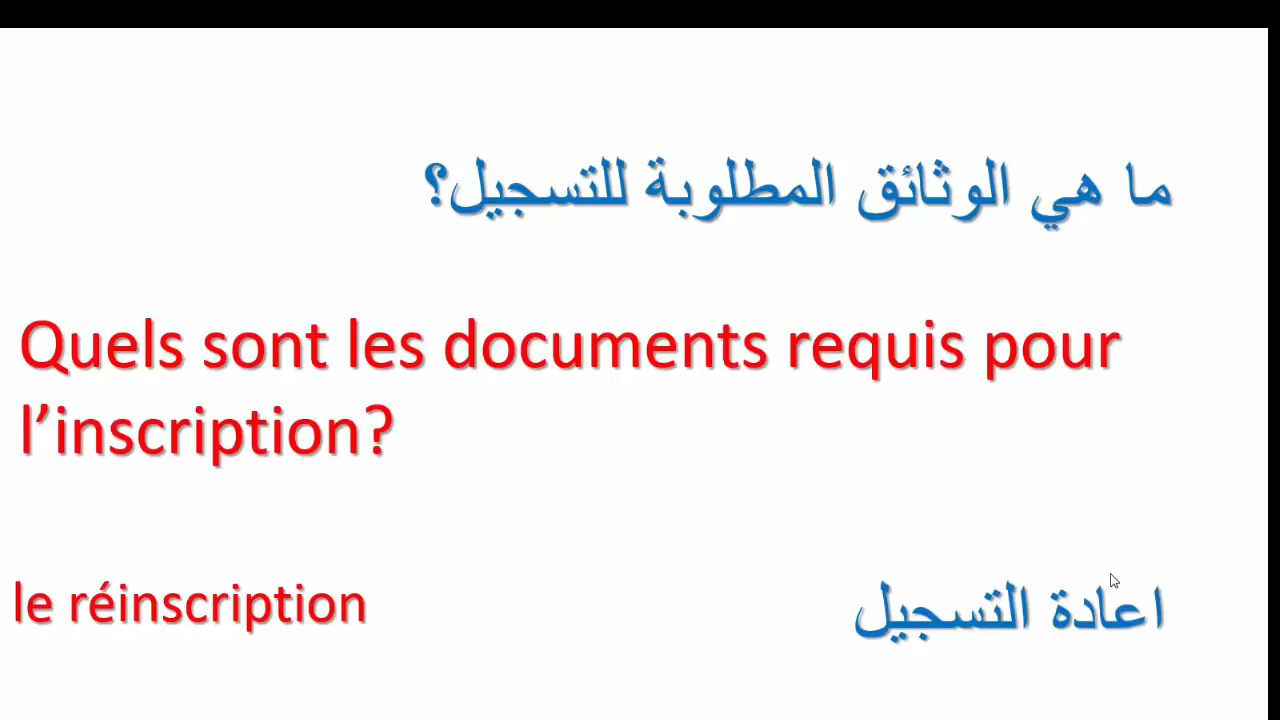 ما هي الوثائق المطلوبة للتسجيل؟
Quels sont les documents requis pour
l’inscription?
le réinscription
اعادة التسجيل